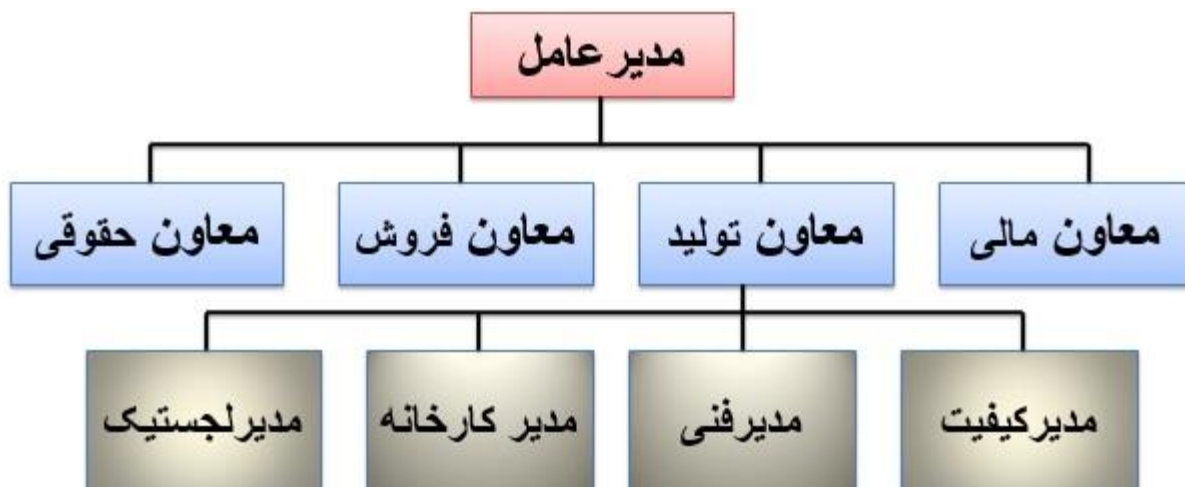 مدیر عامل
معاون مالی
معاون تولید
معاون فروش
معاون حقوقی
مدیرکیفیت
مدیرفنی
مدیر کارخانه
مدیرلجستیک